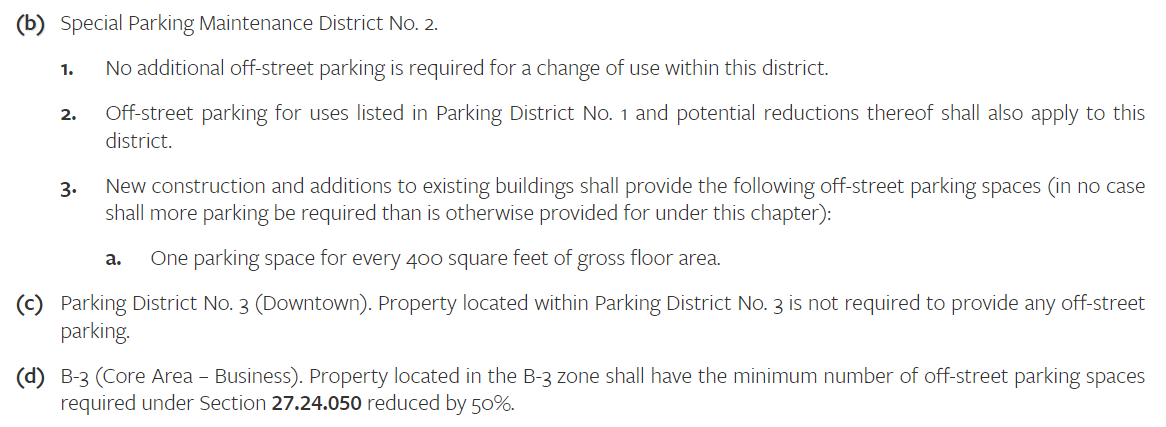 (b) Special Parking Maintenance District No. 2.
1. No additional off-street parking is required for a change of use within this district.
2. Off-street parking for uses listed in Parking District No. 1 and potential reductions thereof shall also apply to this
district.
3. New construction and additions to existing buildings shall provide the following off-street parking spaces (in no case
shall more parking be required than is otherwise provided for under this chapter):
a. One parking space for every 400 square feet of gross floor area.
(c) Parking District No. 3 (Downtown). Property located within Parking District No. 3 is not required to provide any off-street
parking.
(d) B-3 (Core Area – Business). Property located in the B-3 zone shall have the minimum number of off-street parking spaces
required under Section 27.24.050 reduced by 50%.